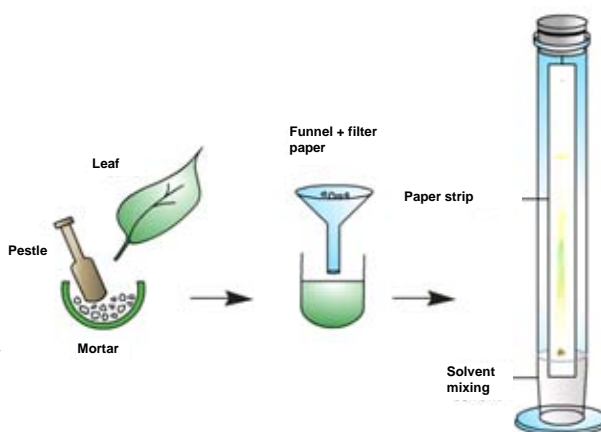 Leaf
Pestle
Mortar
Funnel + filter
paper
Paper strip
Solvent
mixing